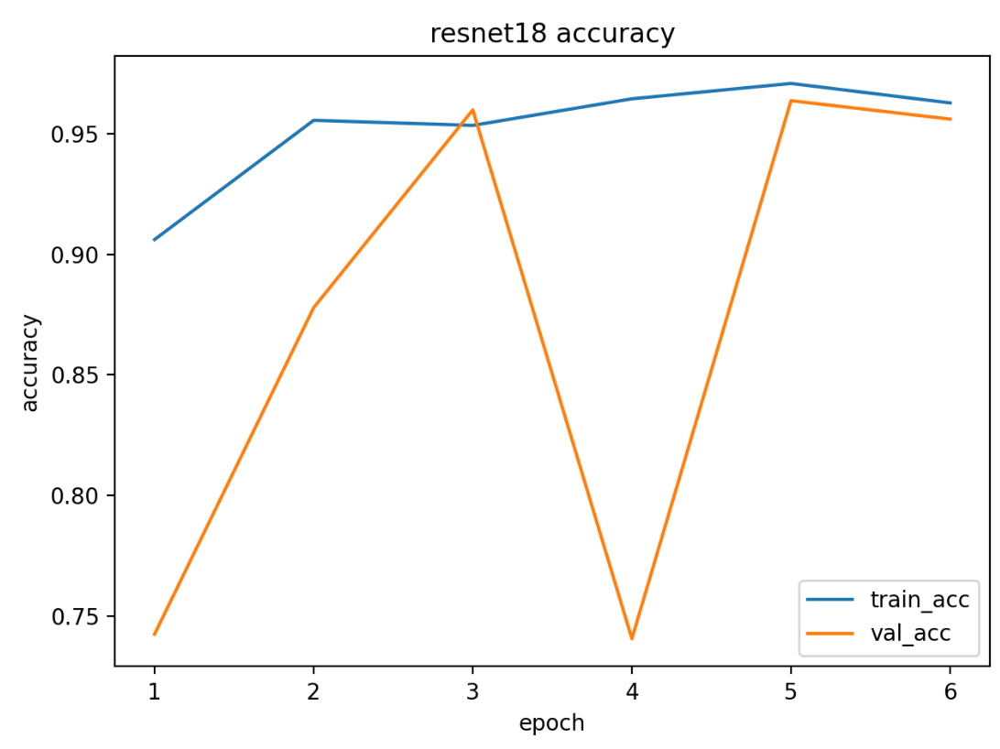 resnet18 accuracy
0.95
0.90
0.85
0.80
0.75
accuracy
train_acc
val_acc
1 2 3 4 5 6
epoch